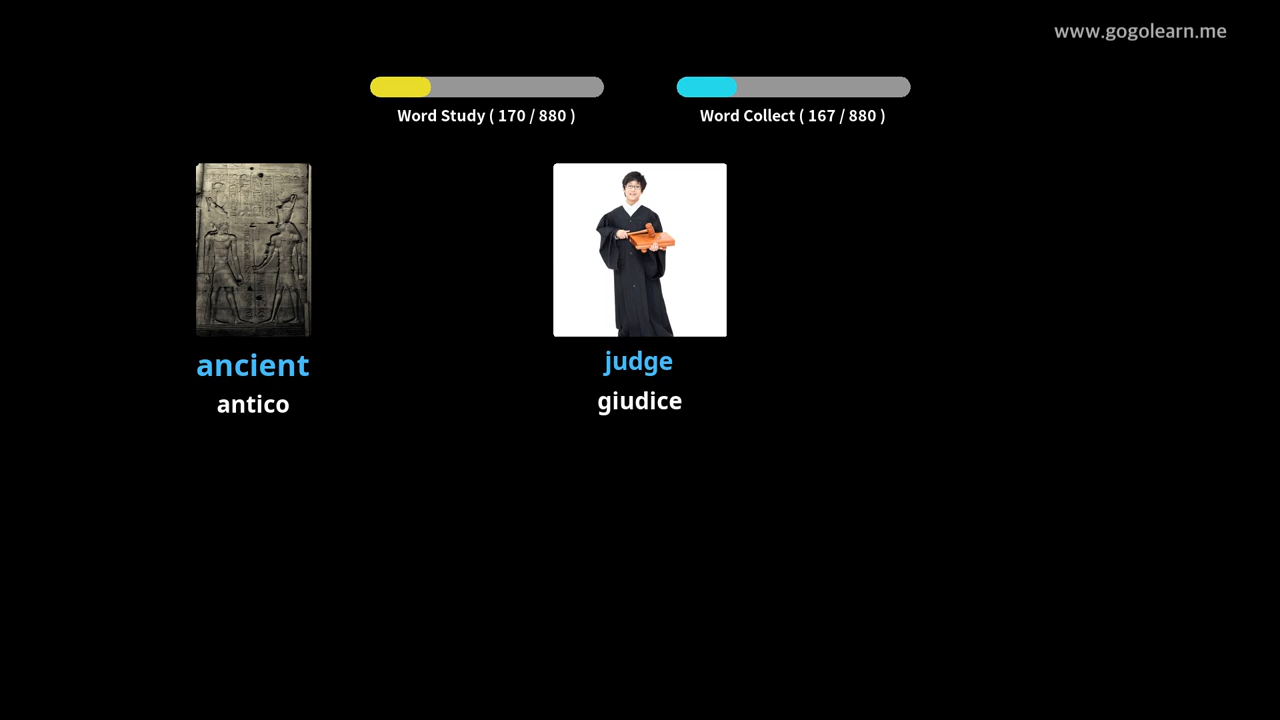 www.gogolearn.me
Word Study ( 170 / 880 )
Word Collect ( 167 / 880 )
ancient
antico
judge
giudice